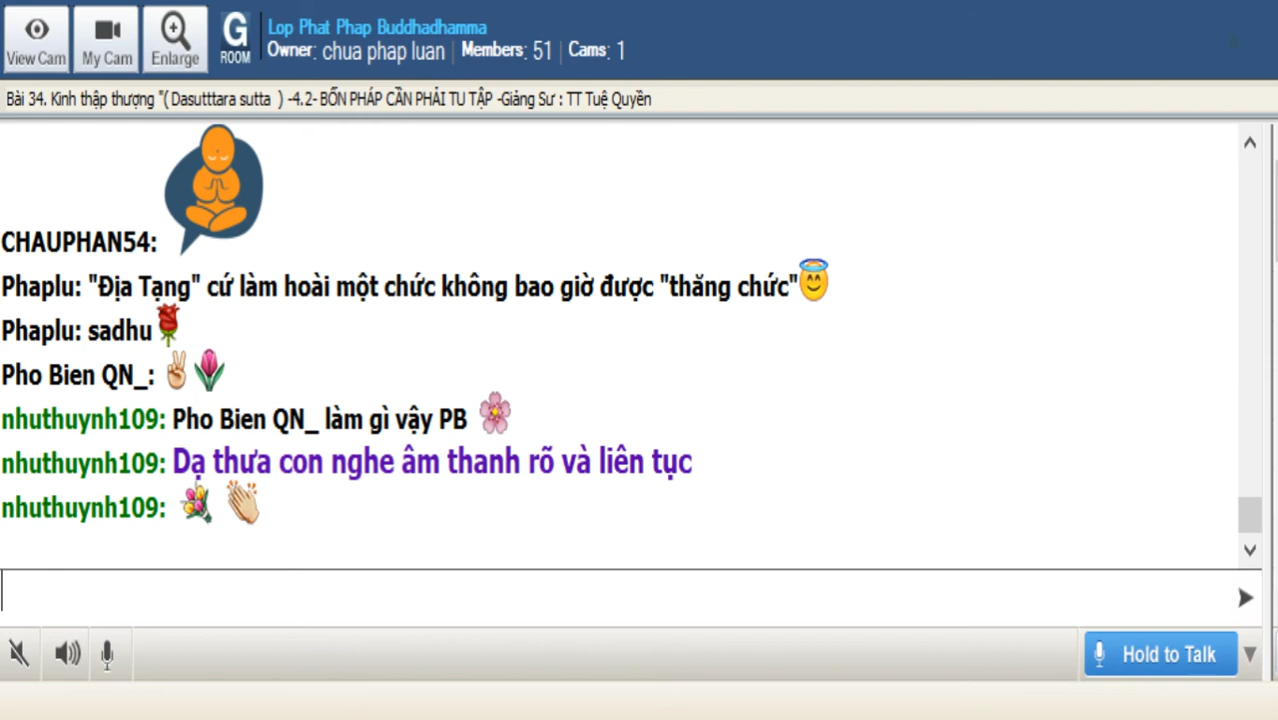 View Cam
My Cam
Enlarge
G
ROOM
Lop Phat Phap Buddhadhamma
Owner: chua phap luan | Members: 51 | Cams: 1
Bài 34. Kinh thập thượng "( Dasutttara sutta ) -4.2- BỐN PHÁP CẦN PHẢI TU TẬP -Giảng Sư : TT Tuệ Quyền
CHAUPHAN54:
Phaplu: "Địa Tạng" cứ làm hoài một chức không bao giờ được "thăng chức"
Phaplu: sadhu
Pho Bien QN_:
nhuthuynh109: Pho Bien QN_ làm gì vậy PB
nhuthuynh109: Dạ thưa con nghe âm thanh rõ và liên tục
nhuthuynh109:
Hold to Talk